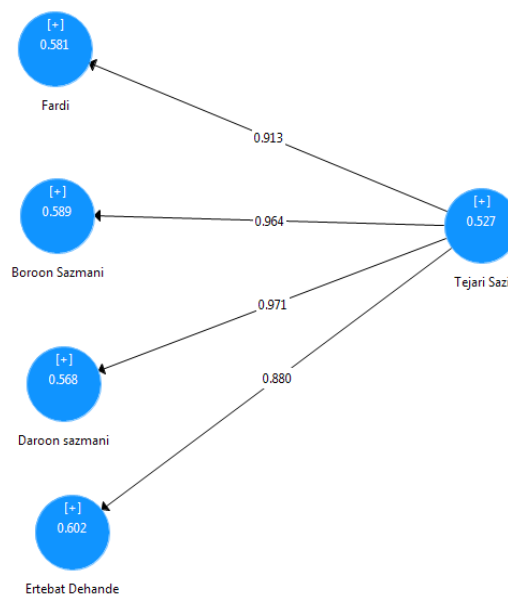 [+]
0.581
Fardi
0.913
[+]
0.589
Boroon Sazmani
0.964
[+]
0.527
Tejari Sazi
0.971
[+]
0.568
Daroon sazmani
0.880
[+]
0.602
Ertebat Dehande